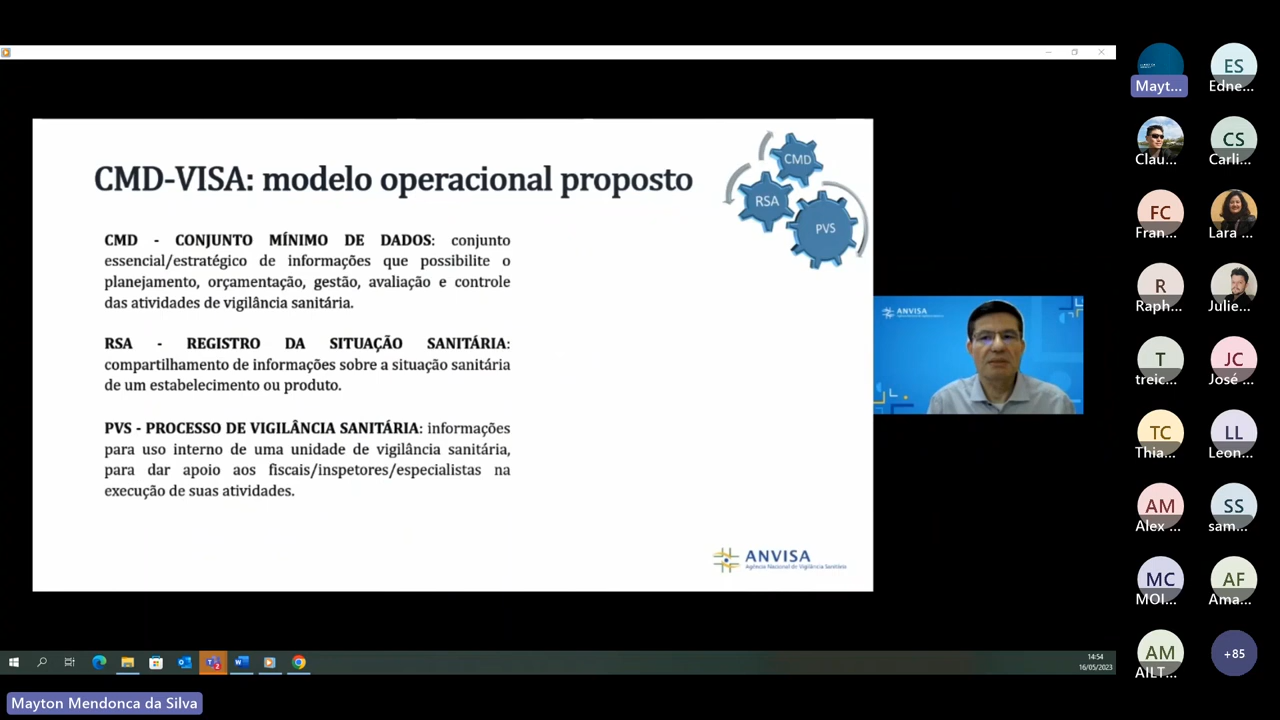 CMD-VISA: modelo operacional proposto
CMD
RSA
PVS
CMD - CONJUNTO MÍNIMO DE DADOS: conjunto
essencial/estratégico de informações que possibilite o
planejamento, orçamentação, gestão, avaliação e controle
das atividades de vigilância sanitária.
RSA - REGISTRO DA SITUAÇÃO SANITÁRIA:
compartilhamento de informações sobre a situação sanitária
de um estabelecimento ou produto.
PVS - PROCESSO DE VIGILÂNCIA SANITÁRIA: informações
para uso interno de uma unidade de vigilância sanitária,
para dar apoio aos fiscais/inspetores/especialistas na
execução de suas atividades.
ANVISA
Agência Nacional de Vigilância Sanitária
ANVISA
Mayt...
ES
Edne...
Clau...
CS
Carli...
FC
Fran...
Lara ...
R
Raph...
Julie...
T
treic...
JC
José ...
TC
Thia...
LL
Leon...
AM
Alex ...
SS
sam...
MC
MOI...
AF
Ama...
AM
AILT...
+85
14:54
16/05/2023
Mayton Mendonca da Silva